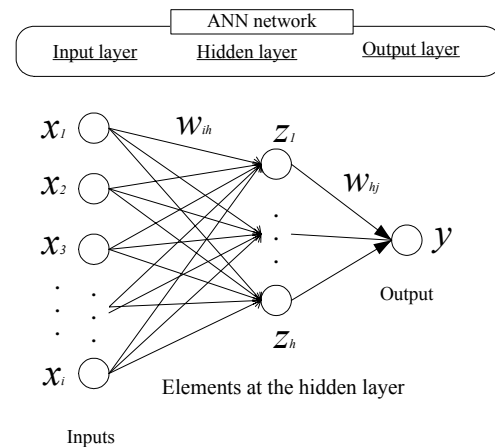 ANN network
Input layer Hidden layer Output layer
x1 wih z1
x2 whj
x3 y
Output
xi zh
Elements at the hidden layer
Inputs